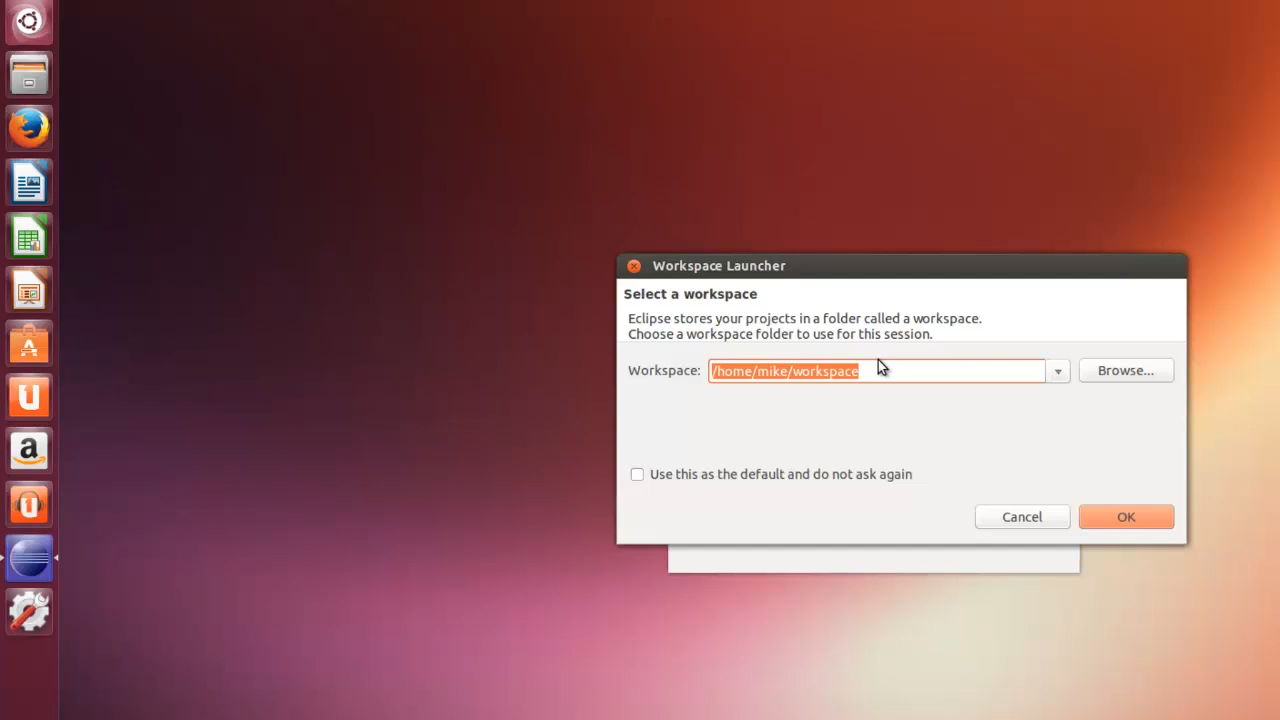 Workspace Launcher
Select a workspace
Eclipse stores your projects in a folder called a workspace.
Choose a workspace folder to use for this session.
Workspace: /home/mike/workspace Browse...
Use this as the default and do not ask again
Cancel OK